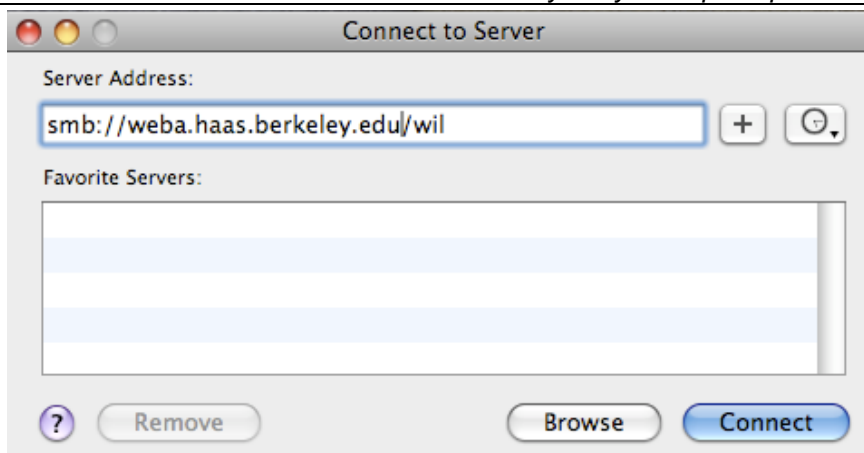 Connect to Server
Server Address:
smb://weba.haas.berkeley.edu/wil
+
Favorite Servers:
? Remove Browse Connect